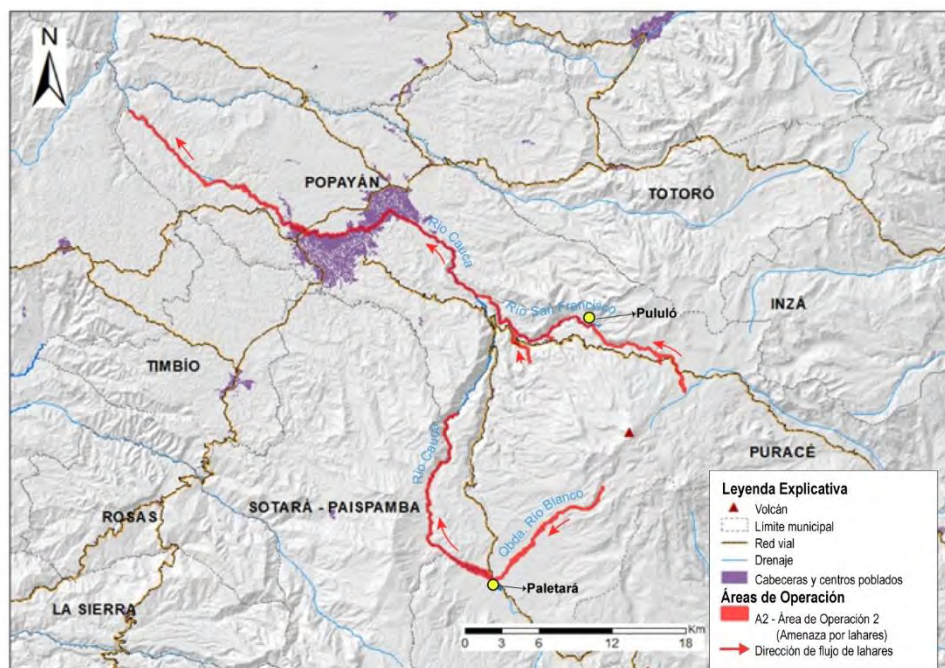 N
POPAYÁN
TOTORÓ
Río Cauca
Río San Francisco
Pululó
INZÁ
TIMBÍO
PURACÉ
Río Cauca
SOTARÁ - PAISPAMBA
Qbda. Río Blanco
ROSAS
LA SIERRA
Paletará
Km
0 3 6 12 18
Leyenda Explicativa
Volcán
Límite municipal
Red vial
Drenaje
Cabeceras y centros poblados
Áreas de Operación
A2 - Área de Operación 2
(Amenaza por lahares)
Dirección de flujo de lahares